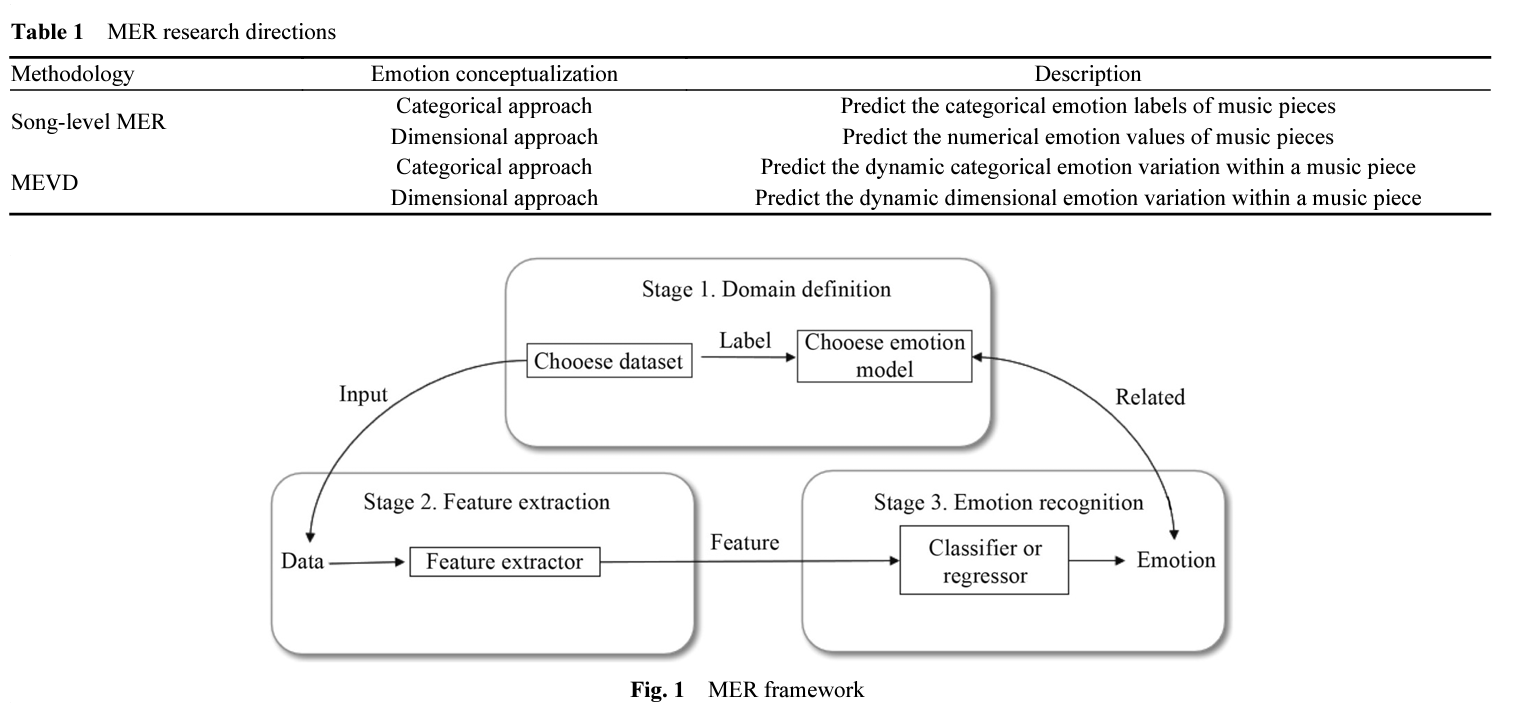 Table 1 MER research directions
Methodology Emotion conceptualization Description
Song-level MER
Categorical approach Predict the categorical emotion labels of music pieces
Dimensional approach Predict the numerical emotion values of music pieces
MEVD
Categorical approach Predict the dynamic categorical emotion variation within a music piece
Dimensional approach Predict the dynamic dimensional emotion variation within a music piece
Stage 1. Domain definition
Chooese dataset
Label
Chooese emotion
model
Input
Related
Stage 2. Feature extraction
Data
Feature extractor
Feature
Stage 3. Emotion recognition
Classifier or
regressor
Emotion
Fig. 1 MER framework